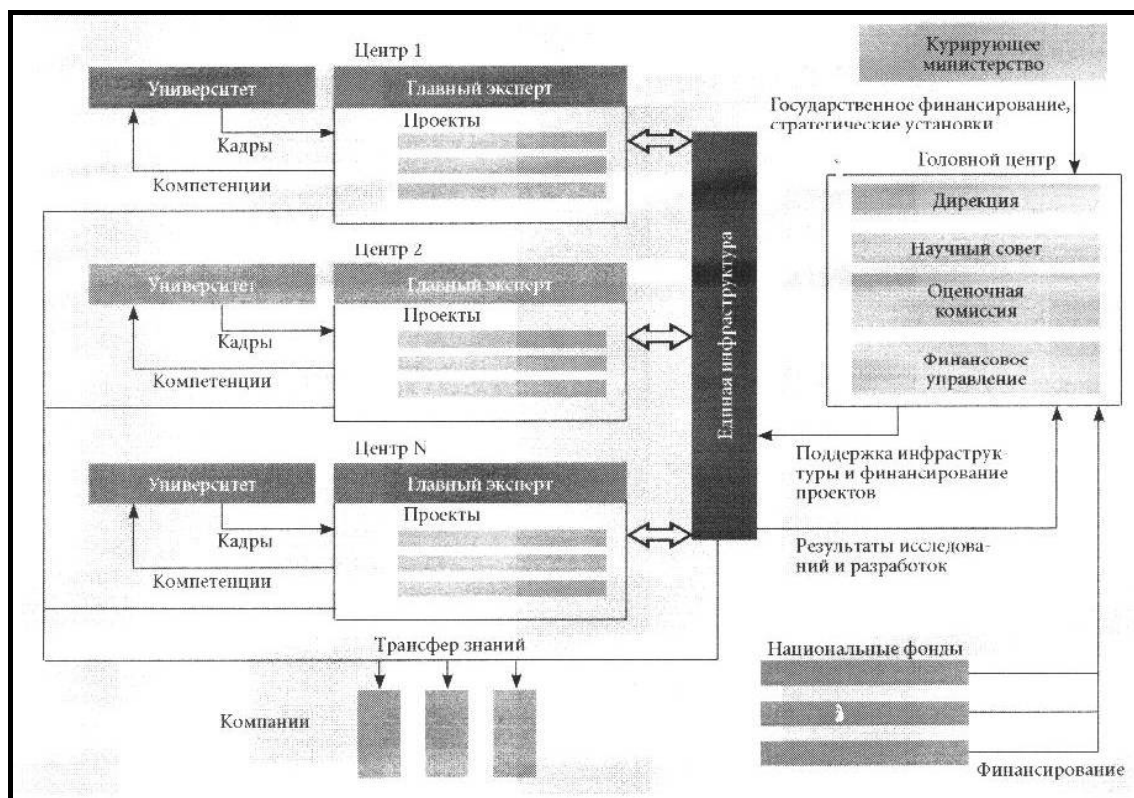 Центр 1
Университет
Главный эксперт
Проекты
Кадры
Компетенции
Центр 2
Университет
Главный эксперт
Проекты
Кадры
Компетенции
Центр N
Университет
Главный эксперт
Проекты
Кадры
Компетенции
Единая инфраструктура
Курирующее
министерство
Государственное финансирование,
стратегические установки
Головной центр
Дирекция
Научный совет
Оценочная
комиссия
Финансовое
управление
Поддержка инфраструк-
туры и финансирование
проектов
Результаты исследова-
ний и разработок
Трансфер знаний
Компании
Национальные фонды
Финансирование